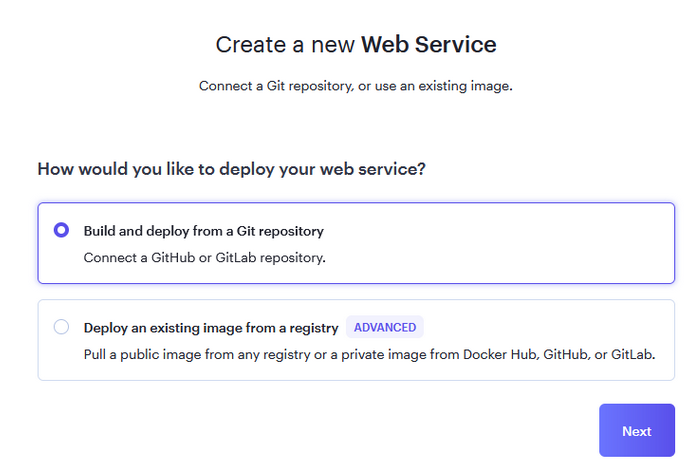 Create a new Web Service
Connect a Git repository, or use an existing image.
How would you like to deploy your web service?
Build and deploy from a Git repository
Connect a GitHub or GitLab repository.
Deploy an existing image from a registry ADVANCED
Pull a public image from any registry or a private image from Docker Hub, GitHub, or GitLab.
Next